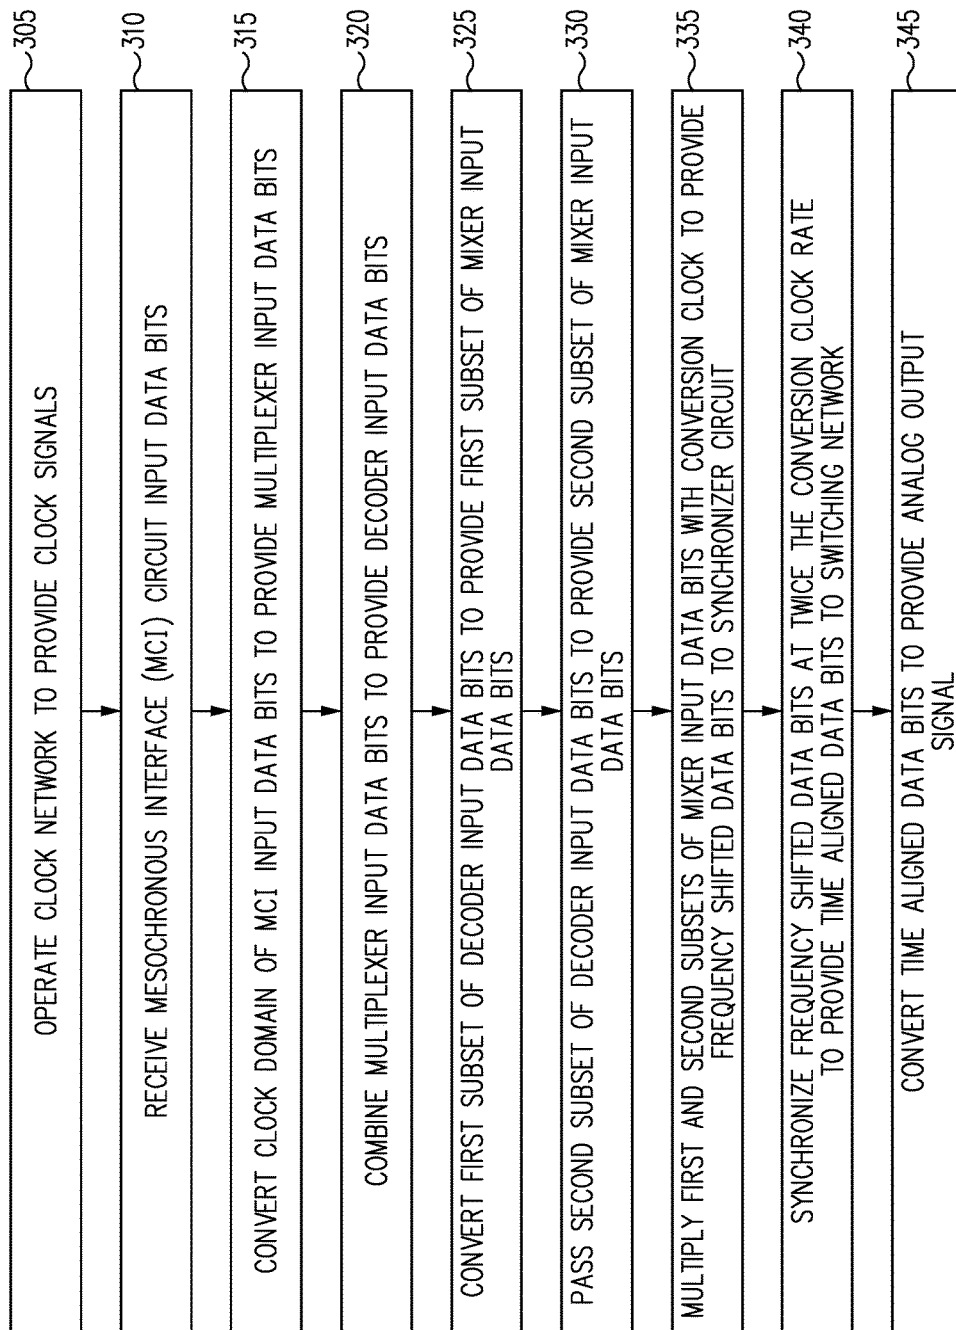 305
OPERATE CLOCK NETWORK TO PROVIDE CLOCK SIGNALS
310
RECEIVE MESOCHRONOUS INTERFACE (MCI) CIRCUIT INPUT DATA BITS
315
CONVERT CLOCK DOMAIN OF MCI INPUT DATA BITS TO PROVIDE MULTIPLEXER INPUT DATA BITS
320
COMBINE MULTIPLEXER INPUT DATA BITS TO PROVIDE DECODER INPUT DATA BITS
325
CONVERT FIRST SUBSET OF DECODER INPUT DATA BITS TO PROVIDE FIRST SUBSET OF MIXER INPUT
DATA BITS
330
PASS SECOND SUBSET OF DECODER INPUT DATA BITS TO PROVIDE SECOND SUBSET OF MIXER INPUT
DATA BITS
335
MULTIPLY FIRST AND SECOND SUBSETS OF MIXER INPUT DATA BITS WITH CONVERSION CLOCK TO PROVIDE
FREQUENCY SHIFTED DATA BITS TO SYNCHRONIZER CIRCUIT
340
SYNCHRONIZE FREQUENCY SHIFTED DATA BITS AT TWICE THE CONVERSION CLOCK RATE
TO PROVIDE TIME ALIGNED DATA BITS TO SWITCHING NETWORK
345
CONVERT TIME ALIGNED DATA BITS TO PROVIDE ANALOG OUTPUT
SIGNAL